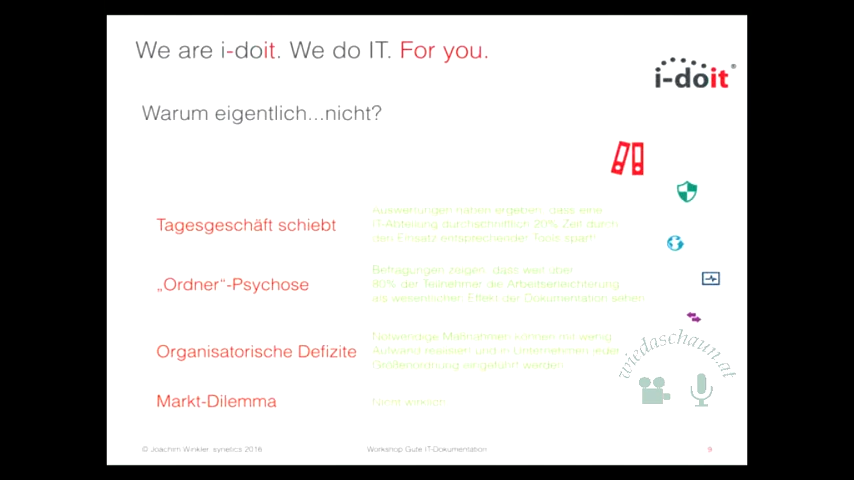 We are i-doit. We do IT. For you.
i-doit®
Warum eigentlich...nicht?
Tagesgeschäft schiebt
Auswertungen haben ergeben, dass eine
IT-Abteilung durchschnittlich 20% Zeit durch
den Einsatz entsprechender Tools spart!
„Ordner“-Psychose
Befragungen zeigen, dass weit über
80% der Teilnehmer die Arbeitserleichterung
als wesentlichen Effekt der Dokumentation sehen
Organisatorische Defizite
Notwendige Maßnahmen können mit wenig
Aufwand realisiert und in Unternehmen jeder
Größenordnung eingeführt werden
Markt-Dilemma
Nicht wirklich
wiedaschaun.at
© Joachim Winkler synetics 2016
Workshop Gute IT-Dokumentation
9